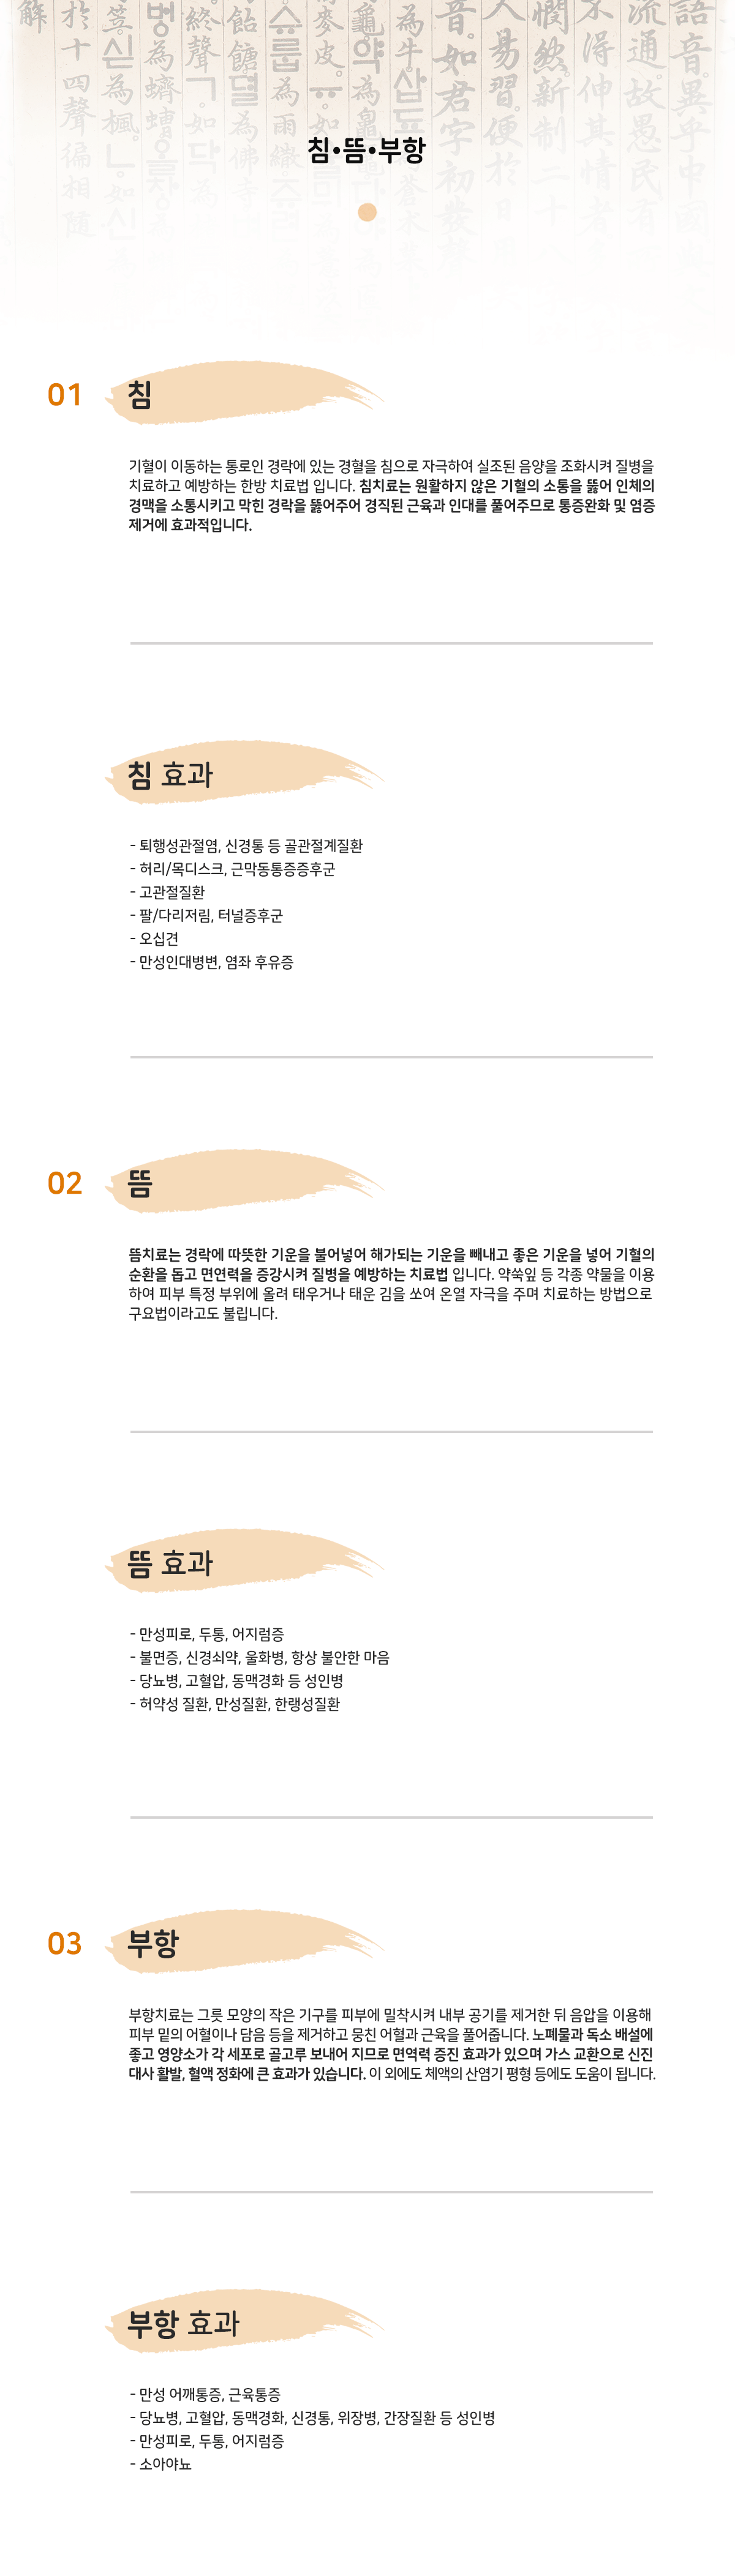 침•뜸•부항
01
침
기혈이 이동하는 통로인 경락에 있는 경혈을 침으로 자극하여 실조된 음양을 조화시켜 질병을
치료하고 예방하는 한방 치료법 입니다. 침치료는 원활하지 않은 기혈의 소통을 뚫어 인체의
경맥을 소통시키고 막힌 경락을 뚫어주어 경직된 근육과 인대를 풀어주므로 통증완화 및 염증
제거에 효과적입니다.
침 효과
- 퇴행성관절염, 신경통 등 골관절계질환
- 허리/목디스크, 근막동통증증후군
- 고관절질환
- 팔/다리저림, 터널증후군
- 오십견
- 만성인대병변, 염좌 후유증
02
뜸
뜸치료는 경락에 따뜻한 기운을 불어넣어 해가되는 기운을 빼내고 좋은 기운을 넣어 기혈의
순환을 돕고 면연력을 증강시켜 질병을 예방하는 치료법 입니다. 약쑥잎 등 각종 약물을 이용
하여 피부 특정 부위에 올려 태우거나 태운 김을 쏘여 온열 자극을 주며 치료하는 방법으로
구요법이라고도 불립니다.
뜸 효과
- 만성피로, 두통, 어지럼증
- 불면증, 신경쇠약, 울화병, 항상 불안한 마음
- 당뇨병, 고혈압, 동맥경화 등 성인병
- 허약성 질환, 만성질환, 한랭성질환
03
부항
부항치료는 그릇 모양의 작은 기구를 피부에 밀착시켜 내부 공기를 제거한 뒤 음압을 이용해
피부 밑의 어혈이나 담음 등을 제거하고 뭉친 어혈과 근육을 풀어줍니다. 노폐물과 독소 배설에
좋고 영양소가 각 세포로 골고루 보내어 지므로 면역력 증진 효과가 있으며 가스 교환으로 신진
대사 활발, 혈액 정화에 큰 효과가 있습니다. 이 외에도 체액의 산염기 평형 등에도 도움이 됩니다.
부항 효과
- 만성 어깨통증, 근육통증
- 당뇨병, 고혈압, 동맥경화, 신경통, 위장병, 간장질환 등 성인병
- 만성피로, 두통, 어지럼증
- 소아야뇨